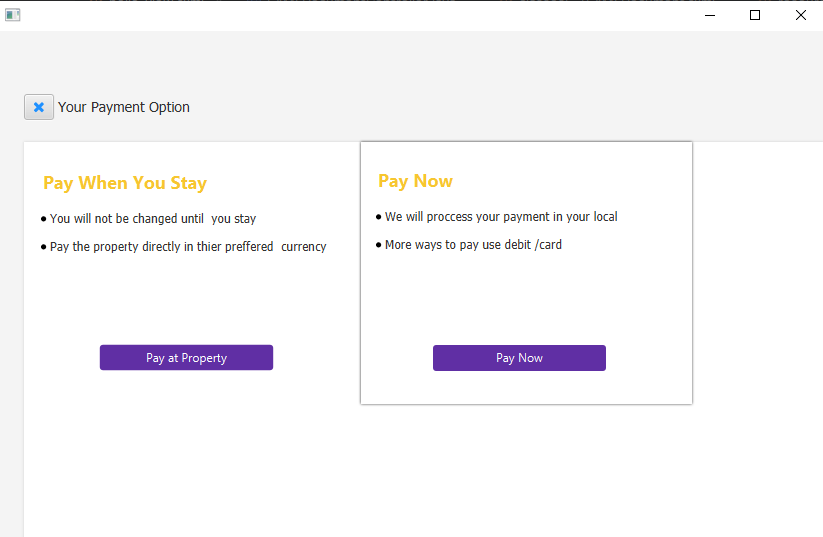 Your Payment Option
Pay When You Stay
● You will not be changed until you stay
● Pay the property directly in thier preffered currency
Pay at Property
Pay Now
● We will proccess your payment in your local
● More ways to pay use debit /card
Pay Now